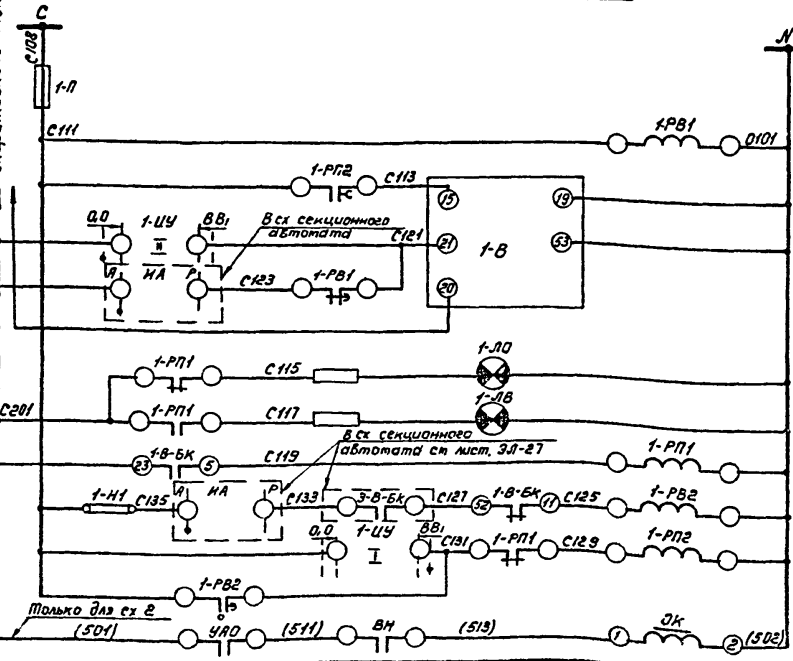 C
N
C108
1-П
C111
1-РВ1
0101
1-РП2
C113
15
19
0,0
1-ЦУ
II
ВВ1
В сх секционного
автомата
C121
21
1-В
53
А
ИА
Р
C123
1-РВ1
20
1-РП1
C115
1-ЛО
C201
1-РП1
C117
1-ЛВ
В сх секционного
автомата см лист, ЭЛ-27
23
1-В-БК
5
C119
1-РП1
1-Н1
C135
А
ИА
Р
C133
Э-В-БК
C127
52
1-В-БК
11
C125
1-РВ2
0,0
1-ЦУ
I
ВВ1
C131
1-РП1
C129
1-РП2
1-РВ2
Только для сх 2
(501)
УАО
(511)
ВН
(513)
1
ЭК
2
(502)